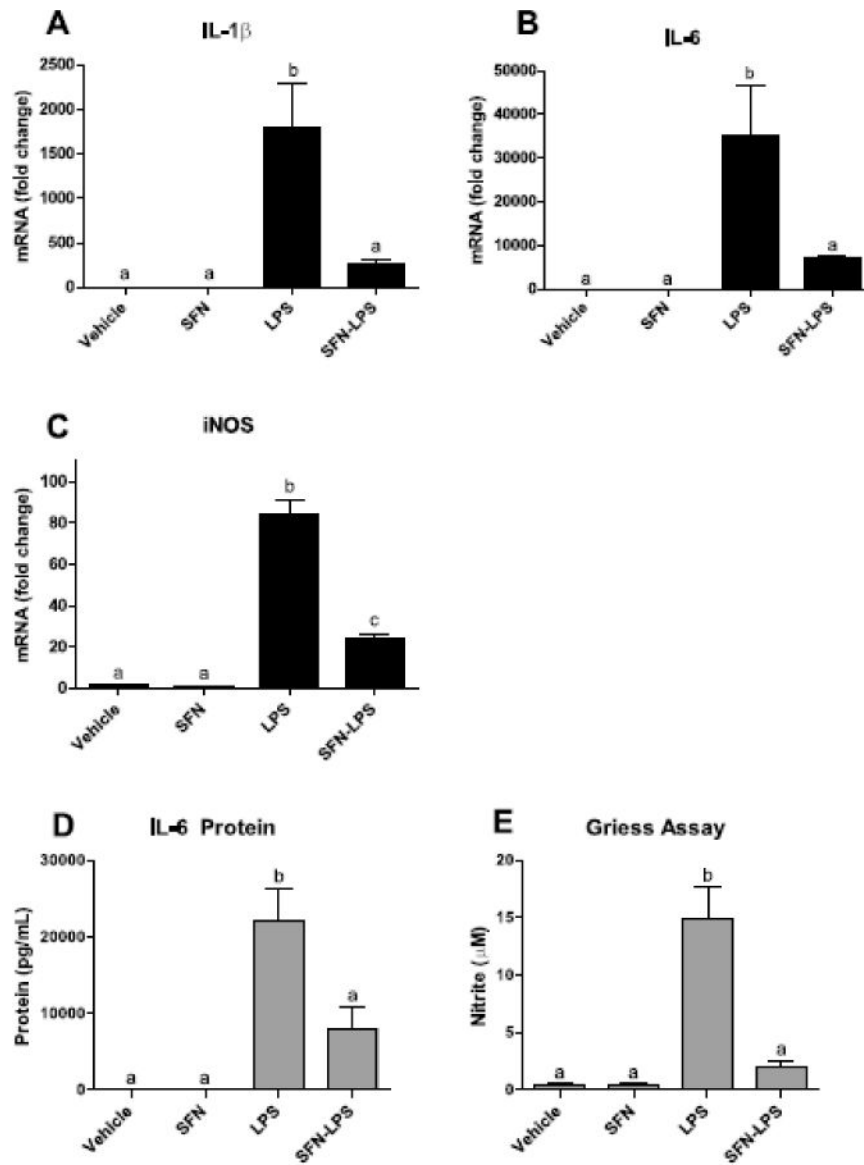 A
IL-1β
mRNA (fold change)
2500
2000
1500
1000
500
0
a
a
b
a
Vehicle
SFN
LPS
SFN-LPS
B
IL-6
mRNA (fold change)
50000
40000
30000
20000
10000
0
a
a
b
a
Vehicle
SFN
LPS
SFN-LPS
C
iNOS
mRNA (fold change)
100
80
60
40
20
0
a
a
b
c
Vehicle
SFN
LPS
SFN-LPS
D
IL-6 Protein
Protein (pg/mL)
30000
20000
10000
0
a
a
b
a
Vehicle
SFN
LPS
SFN-LPS
E
Griess Assay
Nitrite (μM)
20
15
10
5
0
a
a
b
a
Vehicle
SFN
LPS
SFN-LPS